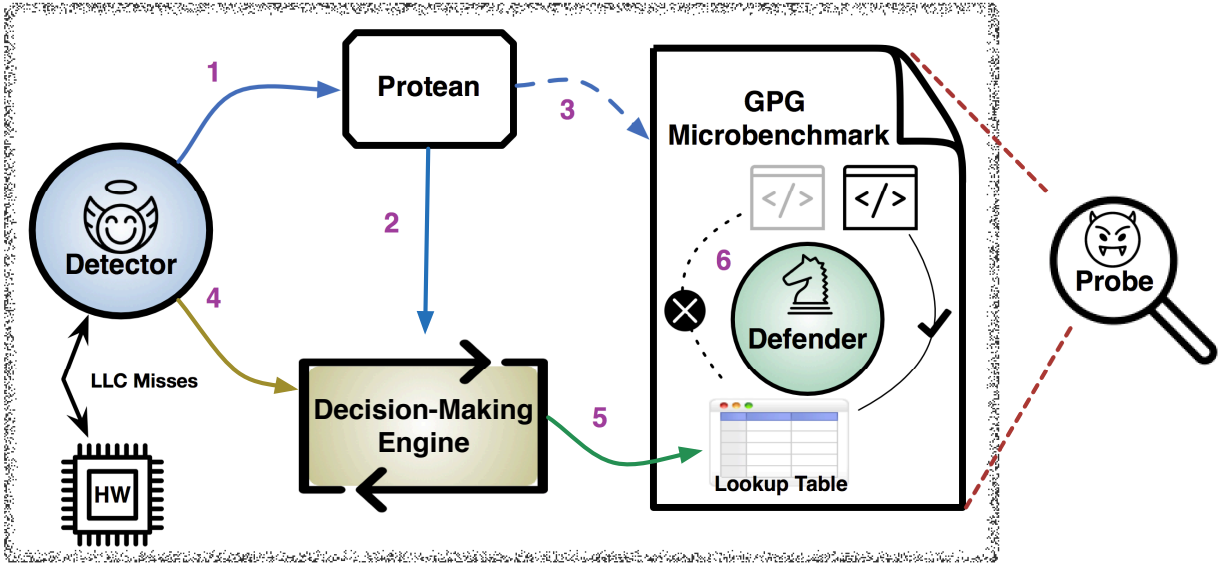 1
Protean
3
GPG
Microbenchmark
</>
</>
2
Detector
4
6
Defender
Probe
LLC Misses
Decision-Making
Engine
5
HW
Lookup Table